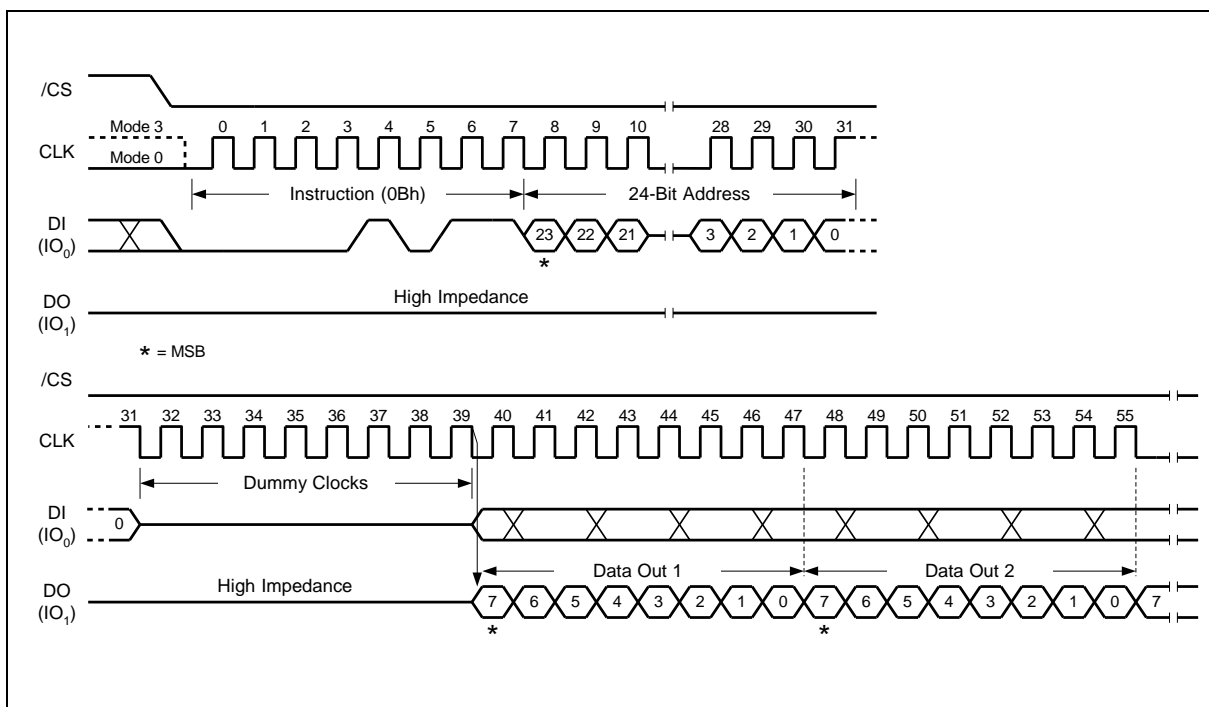 /CS
Mode 3 0 1 2 3 4 5 6 7 8 9 10 28 29 30 31
CLK
Mode 0
Instruction (0Bh) 24-Bit Address
DI
(IO0) 23 22 21 3 2 1 0
*
High Impedance
DO
(IO1)
* = MSB
/CS
31 32 33 34 35 36 37 38 39 40 41 42 43 44 45 46 47 48 49 50 51 52 53 54 55
CLK
Dummy Clocks
DI
(IO0) 0
Data Out 1 Data Out 2
High Impedance
DO
(IO1) 7 6 5 4 3 2 1 0 7 6 5 4 3 2 1 0 7
* *